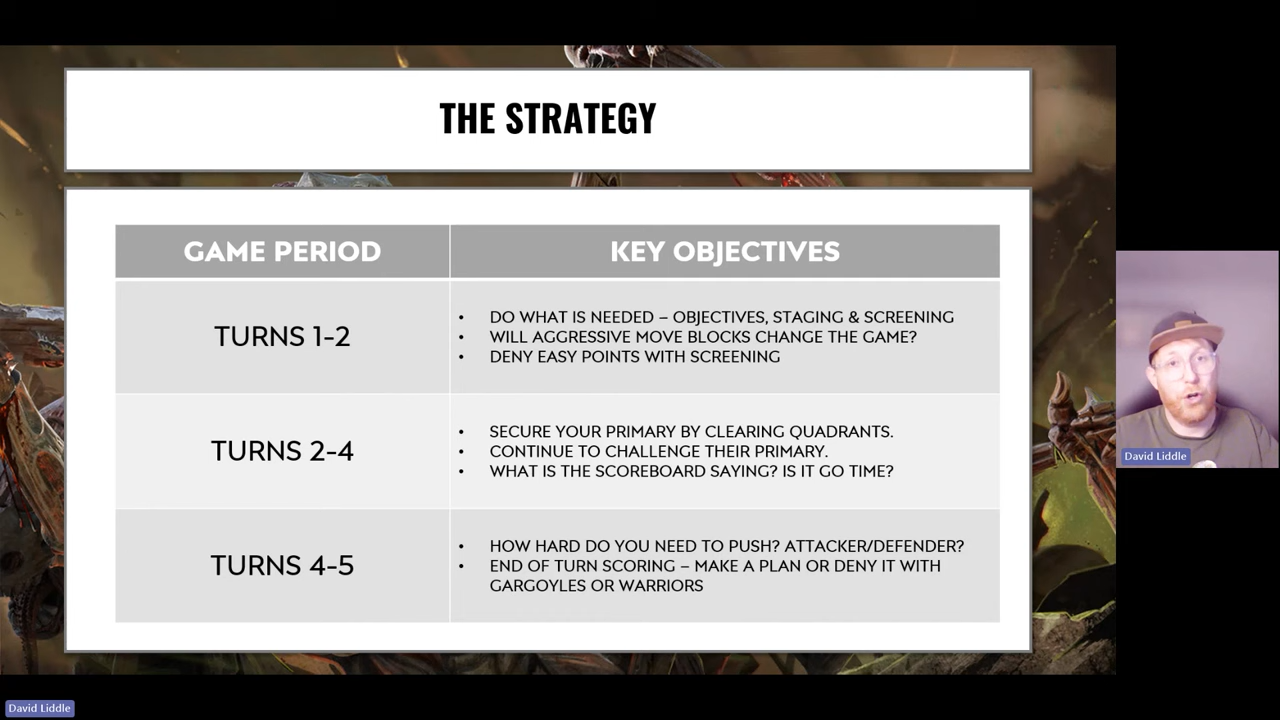 THE STRATEGY
GAME PERIOD
KEY OBJECTIVES
TURNS 1-2
• DO WHAT IS NEEDED – OBJECTIVES, STAGING & SCREENING
• WILL AGGRESSIVE MOVE BLOCKS CHANGE THE GAME?
• DENY EASY POINTS WITH SCREENING
TURNS 2-4
• SECURE YOUR PRIMARY BY CLEARING QUADRANTS.
• CONTINUE TO CHALLENGE THEIR PRIMARY.
• WHAT IS THE SCOREBOARD SAYING? IS IT GO TIME?
TURNS 4-5
• HOW HARD DO YOU NEED TO PUSH? ATTACKER/DEFENDER?
• END OF TURN SCORING – MAKE A PLAN OR DENY IT WITH
GARGOYLES OR WARRIORS
David Liddle
David Liddle